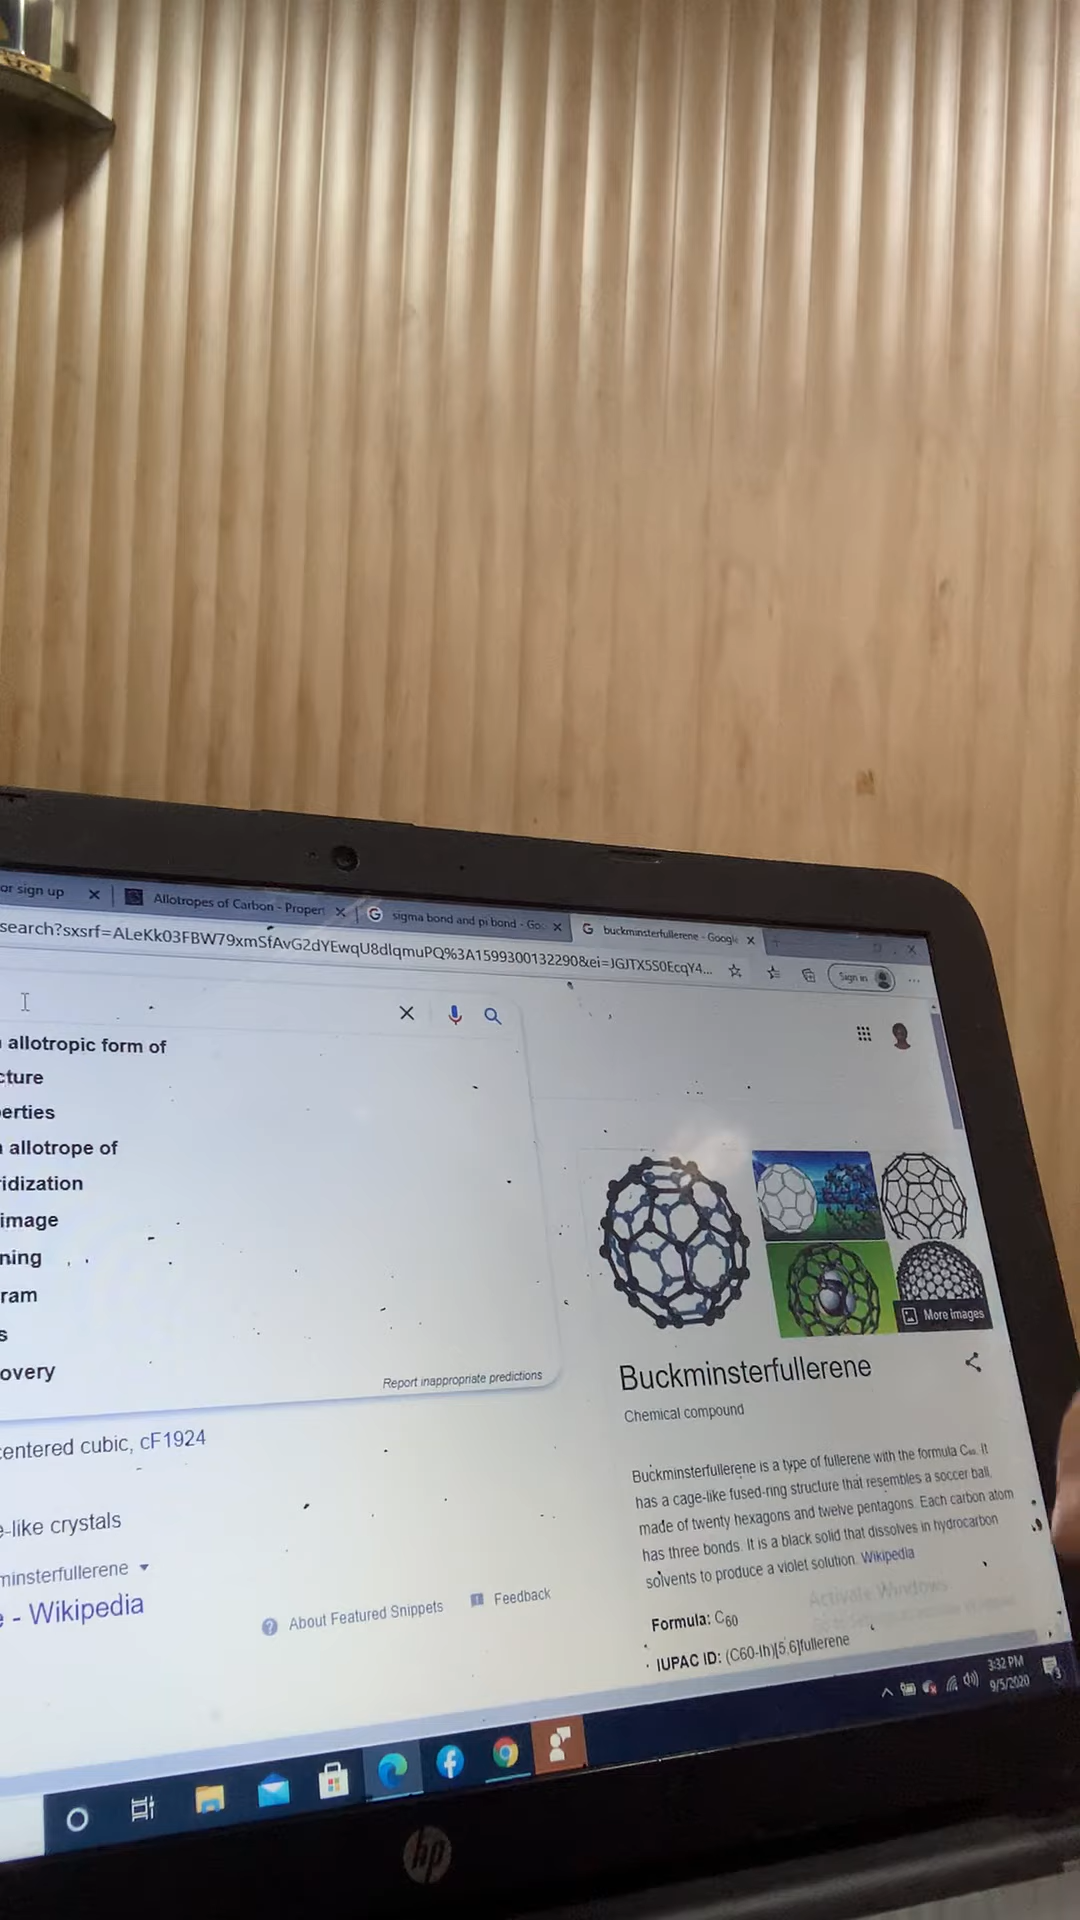 or sign up
Allotropes of Carbon - Propert
sigma bond and pi bond - Goo
buckminsterfullerene - Google
search?sxsrf=ALeKk03FBW79xmSfAvG2dYEwqU8dlqmuPQ%3A1599300132290&ei=JGJTX5S0EcqY4...
Sign in
allotropic form of
cture
erties
allotrope of
ridization
image
ning
ram
s
overy
Report inappropriate predictions
More images
Buckminsterfullerene
Chemical compound
Buckminsterfullerene is a type of fullerene with the formula C₆₀. It
has a cage-like fused-ring structure that resembles a soccer ball,
made of twenty hexagons and twelve pentagons. Each carbon atom
has three bonds. It is a black solid that dissolves in hydrocarbon
solvents to produce a violet solution. Wikipedia
Formula: C₆₀
IUPAC ID: (C60-Ih)[5,6]fullerene
entered cubic, cF1924
e-like crystals
minsterfullerene
e - Wikipedia
About Featured Snippets
Feedback
Activate Windows
3:32 PM
9/5/2020
3
hp